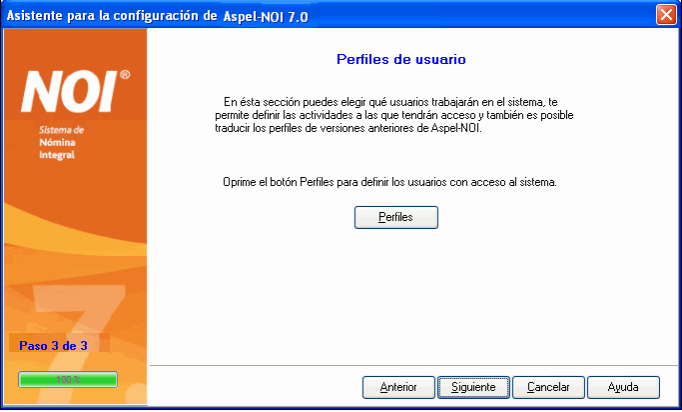 Asistente para la configuración de Aspel-NOI 7.0
NOI®
Sistema de
Nómina
Integral
Perfiles de usuario
En ésta sección puedes elegir qué usuarios trabajarán en el sistema, te
permite definir las actividades a las que tendrán acceso y también es posible
traducir los perfiles de versiones anteriores de Aspel-NOI.
Oprime el botón Perfiles para definir los usuarios con acceso al sistema.
Perfiles
7.
Paso 3 de 3
100 %
Anterior
Siguiente
Cancelar
Ayuda